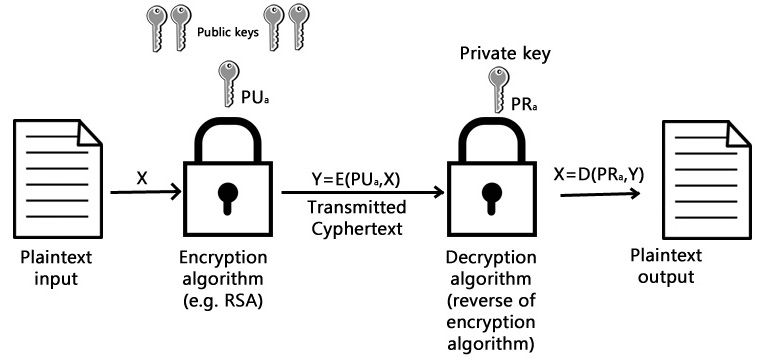 Public keys
PUₐ
Private key
PRₐ
X
Y=E(PUₐ,X)
X=D(PRₐ,Y)
Transmitted
Cyphertext
Plaintext
input
Encryption
algorithm
(e.g. RSA)
Decryption
algorithm
(reverse of
encryption
algorithm)
Plaintext
output